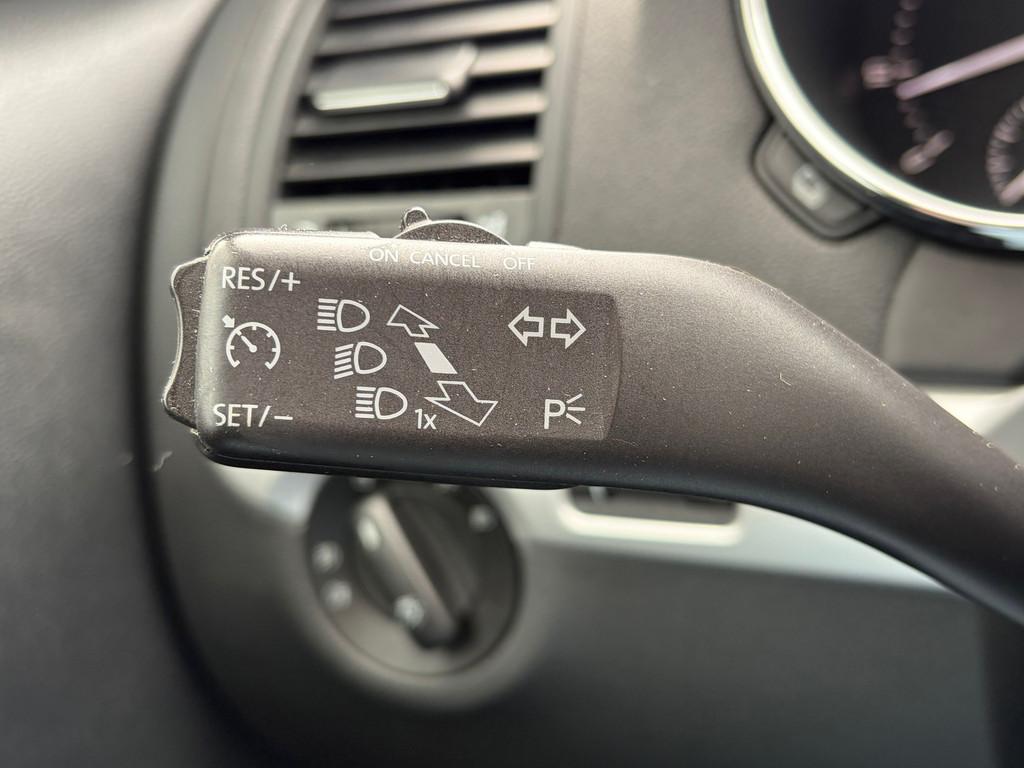 ON CANCEL OFF
RES/+
SET/−
1x
P